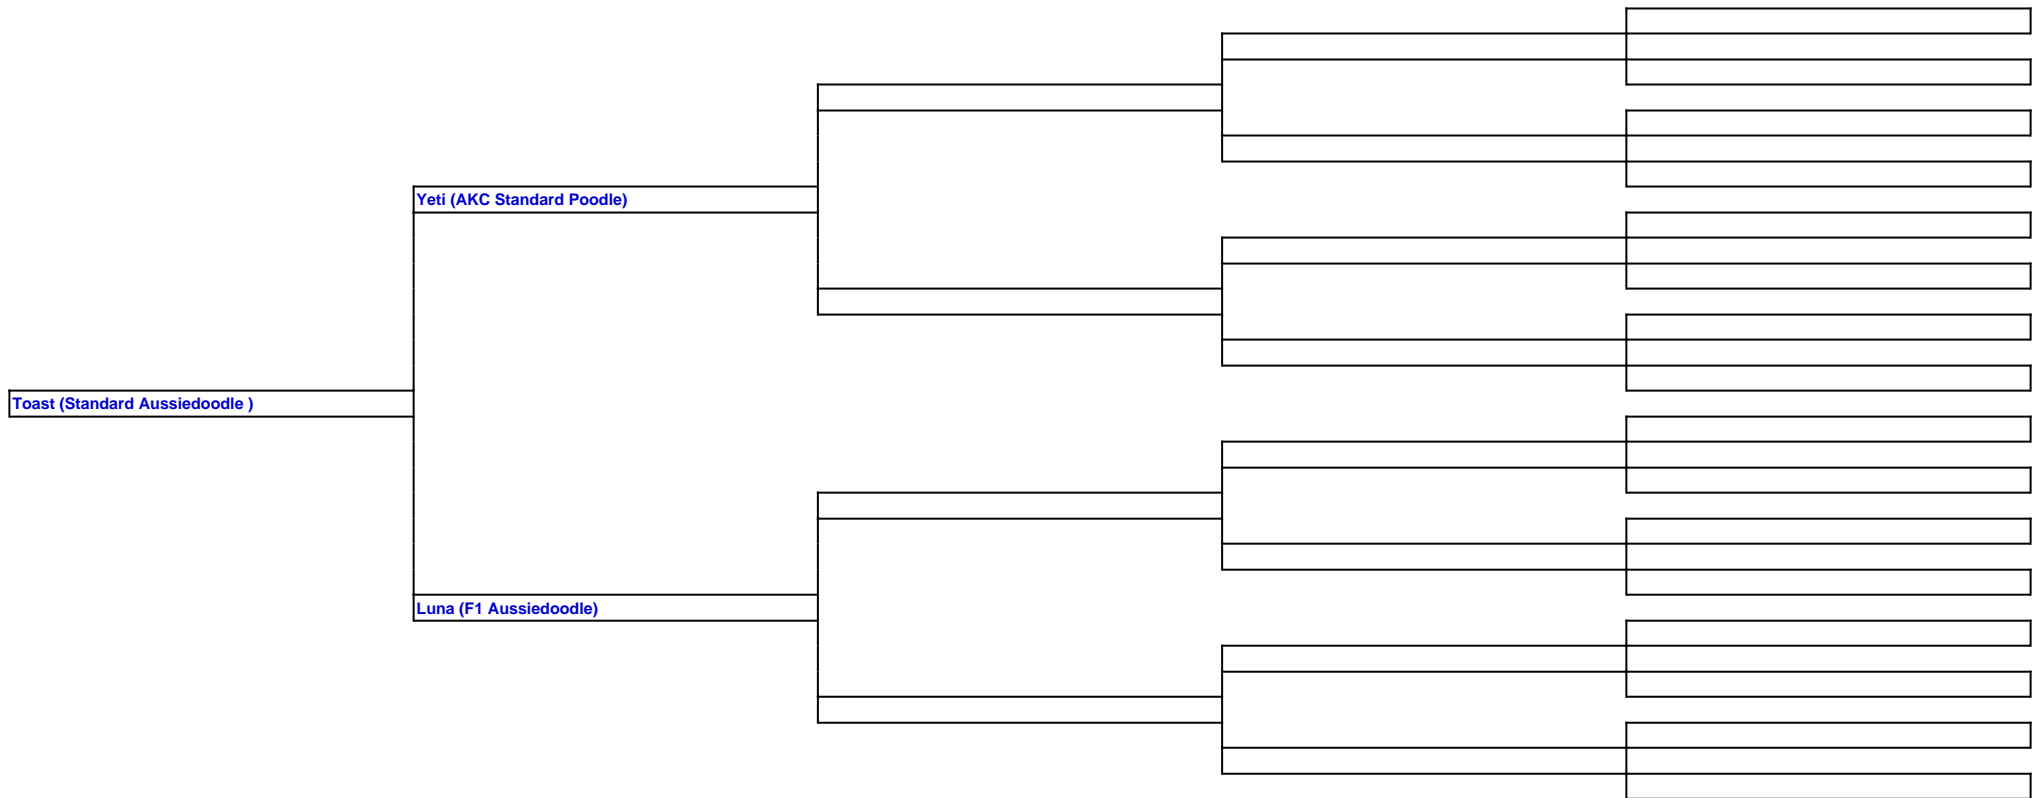 Yeti (AKC Standard Poodle)
Toast (Standard Aussiedoodle )
Luna (F1 Aussiedoodle)